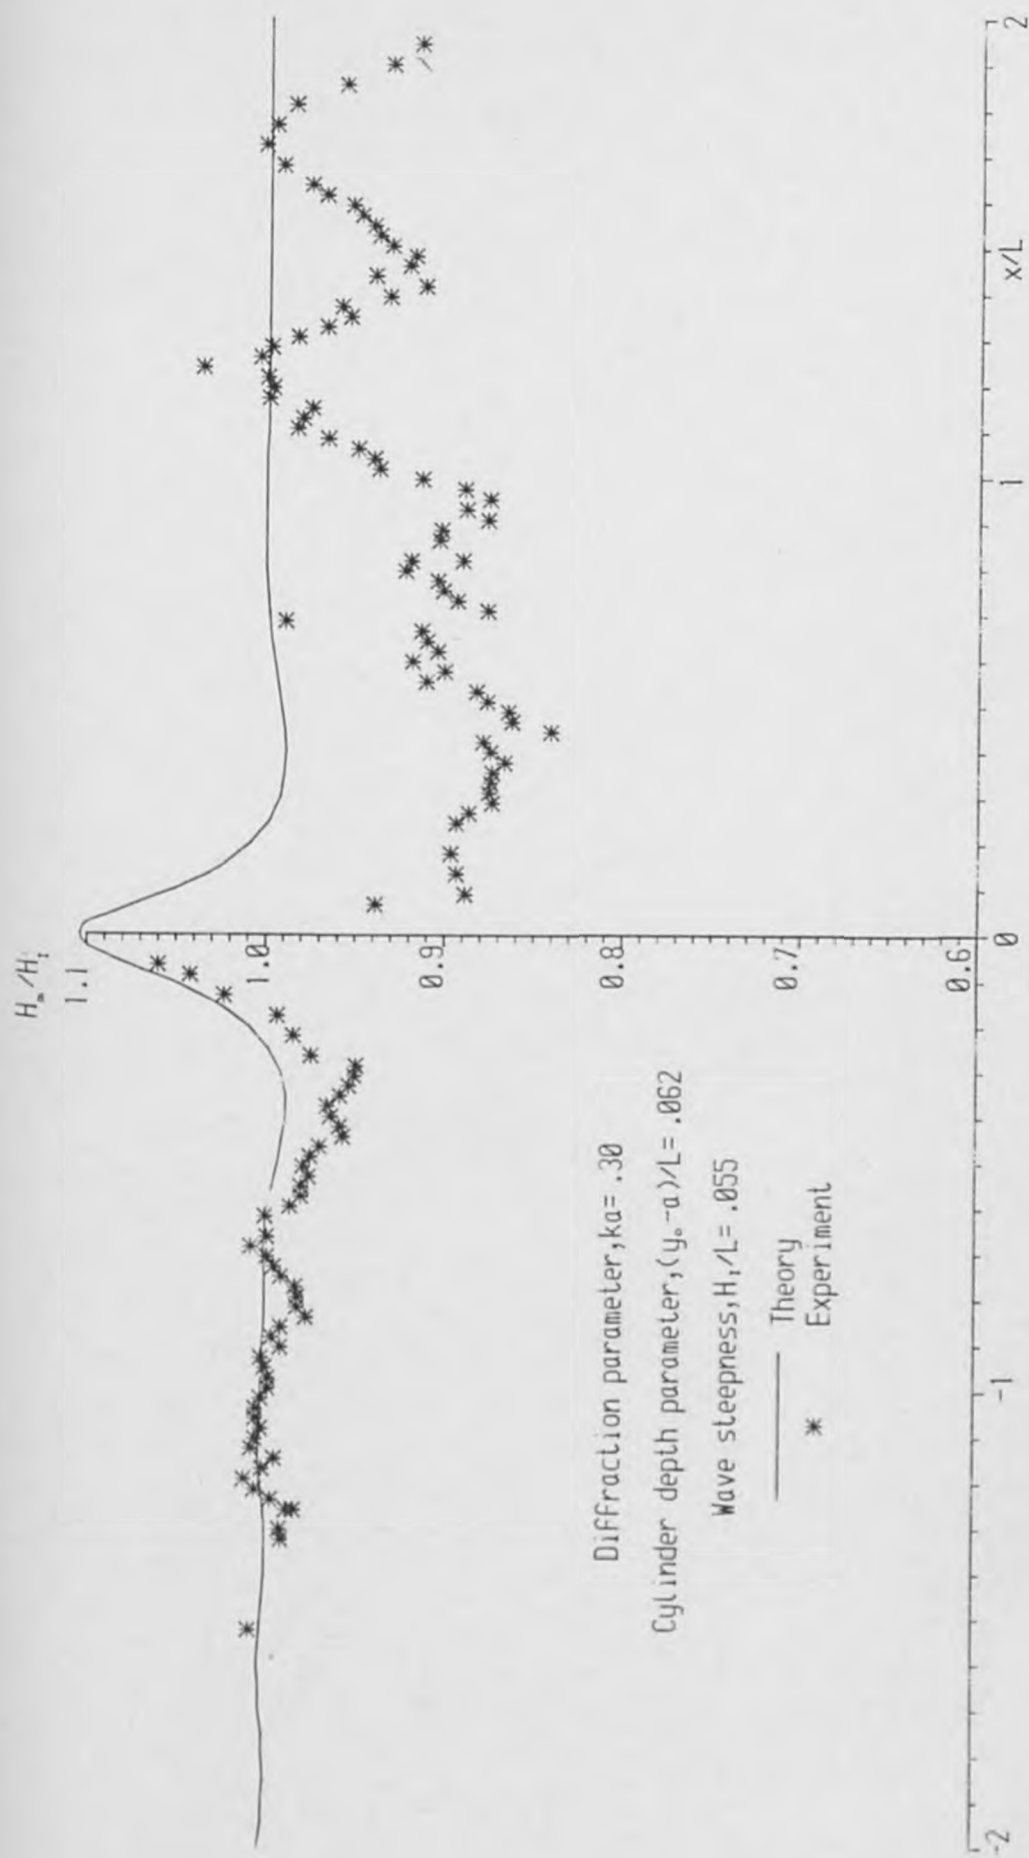 Hₘ/H_I
1.1
1.0
0.9
0.8
0.7
0.6
-2
-1
0
1
2
x/L
Diffraction parameter,ka= .30
Cylinder depth parameter,(y₀-a)/L= .062
Wave steepness,H_I/L= .055
Theory
Experiment